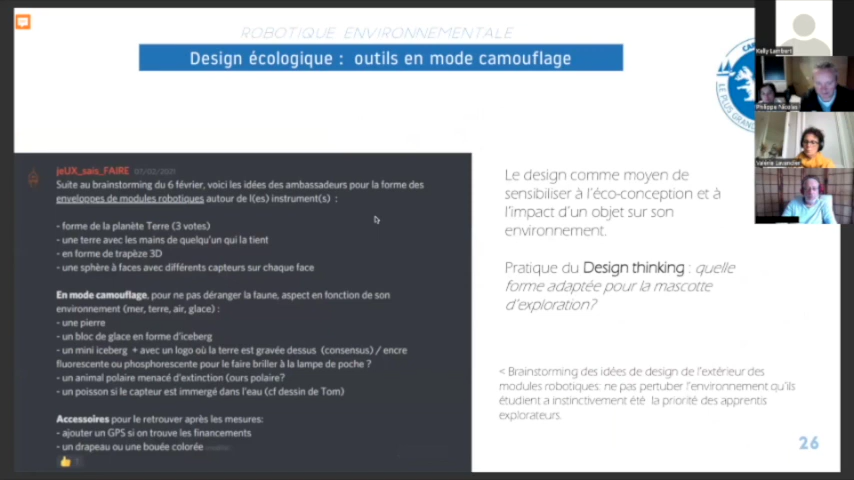 ROBOTIQUE ENVIRONNEMENTALE
Design écologique : outils en mode camouflage
jeUX_sais_FAIRE 01/02/2021
Suite au brainstorming du 6 février, voici les idées des ambassadeurs pour la forme des
enveloppes de modules robotiques autour de l(es) instrument(s) :
- forme de la planète Terre (3 votes)
- une terre avec les mains de quelqu'un qui la tient
- en forme de trapèze 3D
- une sphère à faces avec différents capteurs sur chaque face
En mode camouflage, pour ne pas déranger la faune, aspect en fonction de son
environnement (mer, terre, air, glace) :
- une pierre
- un bloc de glace en forme d'iceberg
- un mini iceberg + avec un logo où la terre est gravée dessus (consensus) / encre
fluorescente ou phosphorescente pour le faire briller à la lampe de poche ?
- un animal polaire menacé d'extinction (ours polaire?
- un poisson si le capteur est immergé dans l'eau (cf dessin de Tom)
Accessoires pour le retrouver après les mesures:
- ajouter un GPS si on trouve les financements
- un drapeau ou une bouée colorée
Le design comme moyen de
sensibiliser à l'éco-conception et à
l'impact d'un objet sur son
environnement.
Pratique du Design thinking : quelle
forme adaptée pour la mascotte
d'exploration?
< Brainstorming des idées de design de l'extérieur des
modules robotiques: ne pas pertuber l'environnement qu'ils
étudient a instinctivement été la priorité des apprentis
explorateurs.
26
LE PLUS GRAND
Kelly Lambert
Philippe
Valérie Lavender